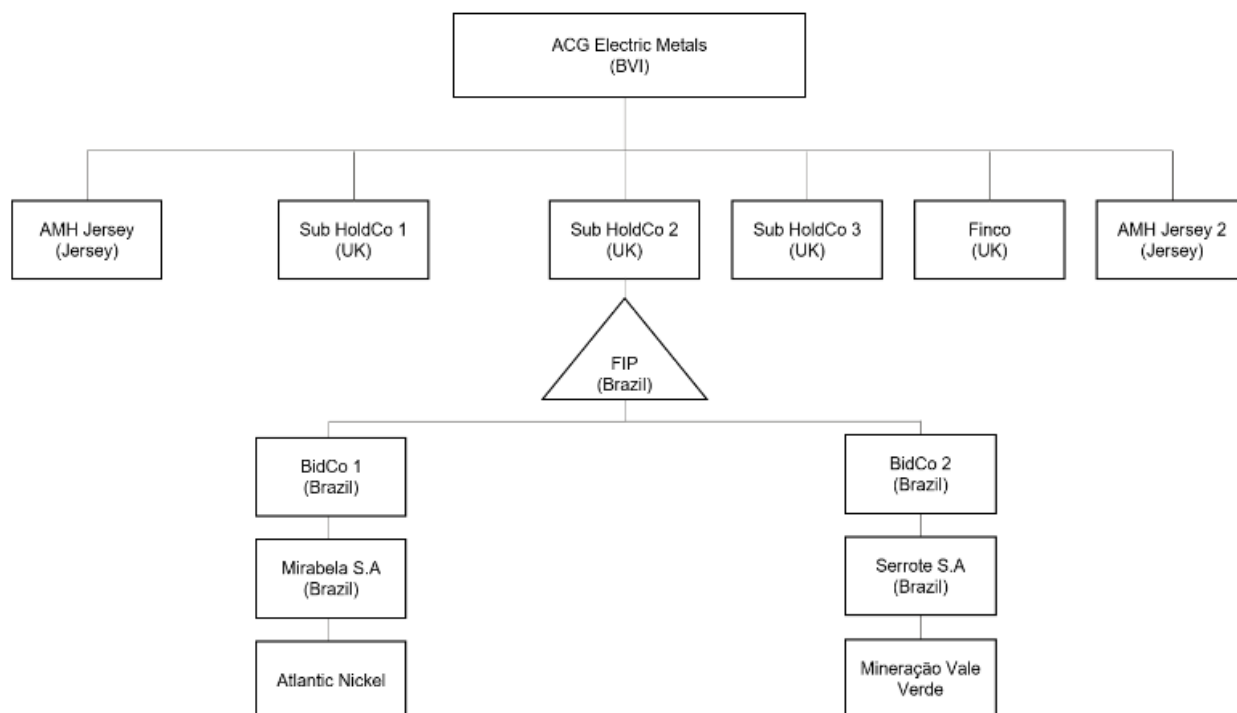 ACG Electric Metals
(BVI)
AMH Jersey
(Jersey)
Sub HoldCo 1
(UK)
Sub HoldCo 2
(UK)
Sub HoldCo 3
(UK)
Finco
(UK)
AMH Jersey 2
(Jersey)
FIP
(Brazil)
BidCo 1
(Brazil)
BidCo 2
(Brazil)
Mirabela S.A
(Brazil)
Serrote S.A
(Brazil)
Atlantic Nickel
Mineração Vale
Verde